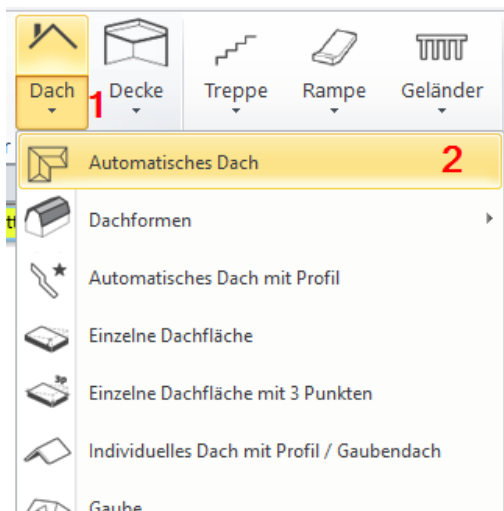 Dach
1
Decke
Treppe
Rampe
Geländer
Automatisches Dach
2
Dachformen
Automatisches Dach mit Profil
Einzelne Dachfläche
3p
Einzelne Dachfläche mit 3 Punkten
Individuelles Dach mit Profil / Gaubendach
Gaube